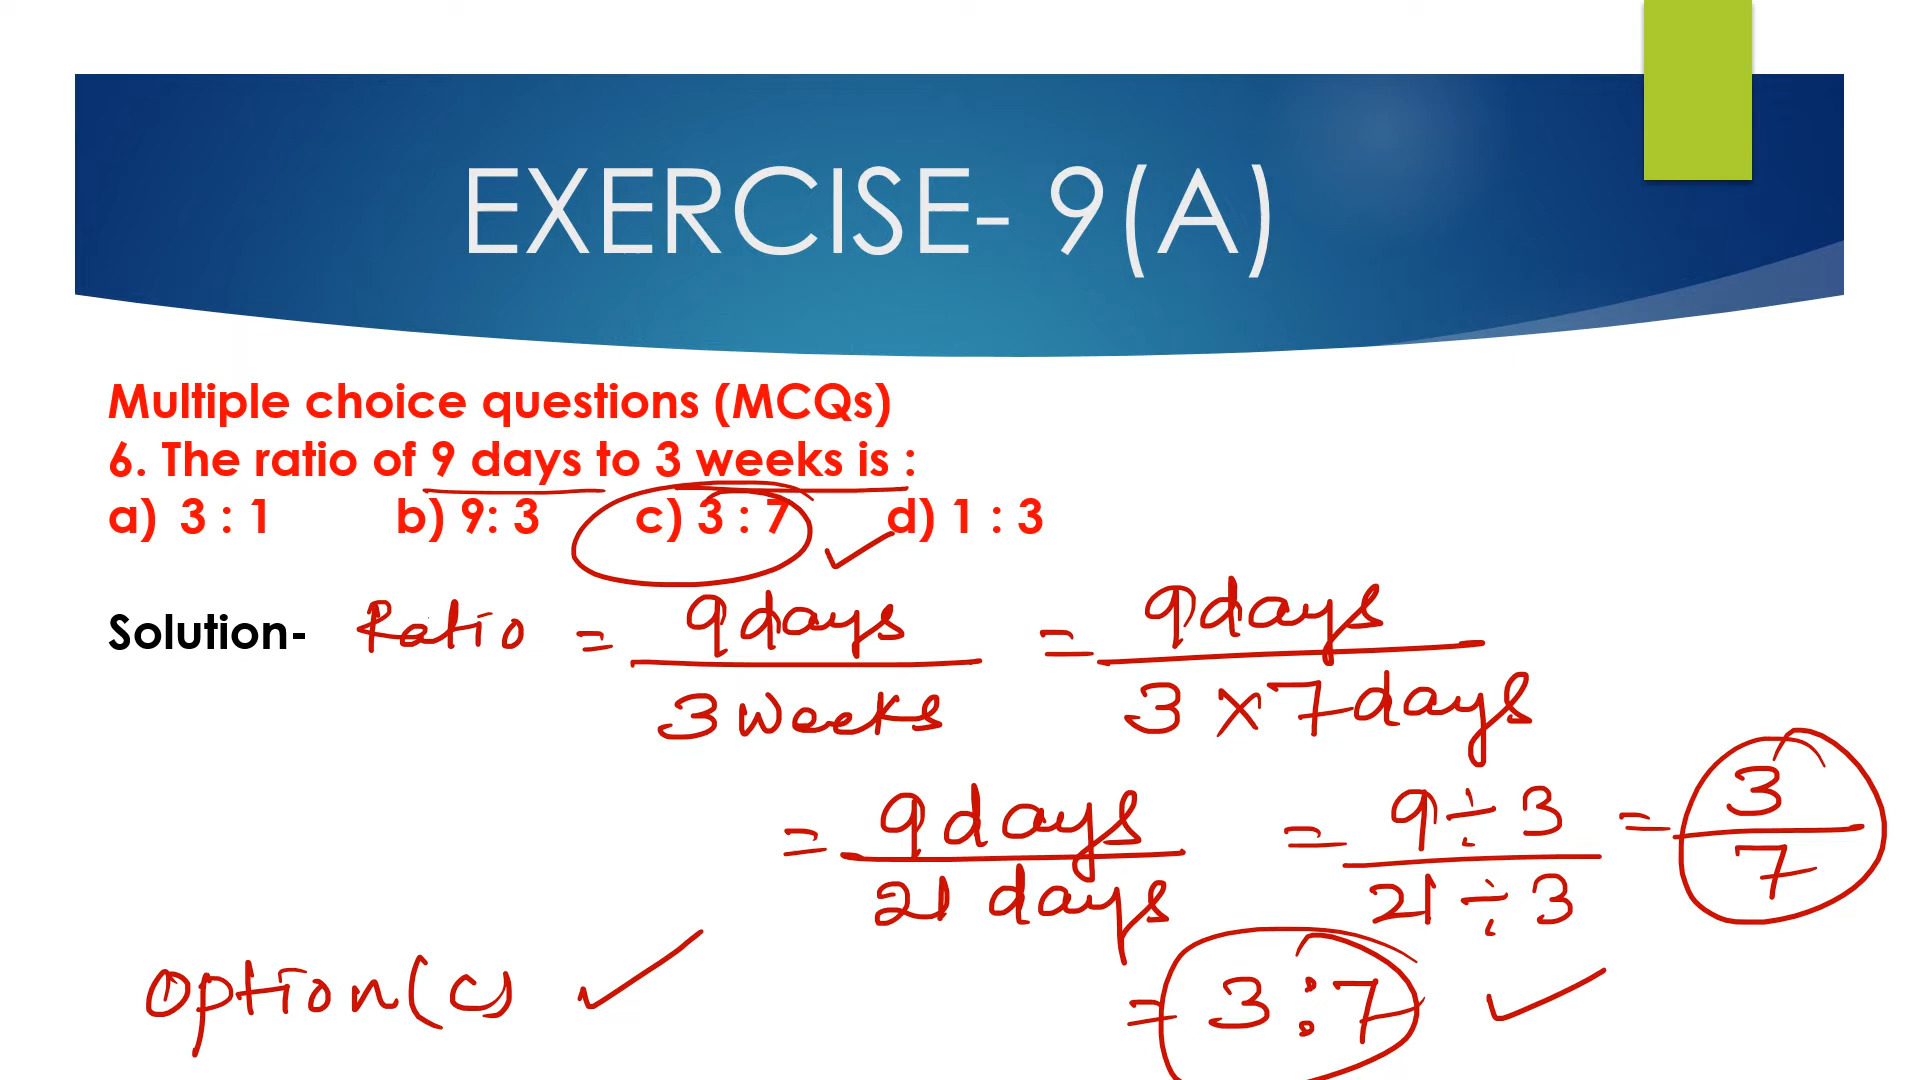 EXERCISE- 9(A)
Multiple choice questions (MCQs)
6. The ratio of 9 days to 3 weeks is :
a) 3 : 1 b) 9: 3 c) 3 : 7 d) 1 : 3
Solution- Ratio = 9 days / 3 weeks = 9 days / 3 × 7 days
= 9 days / 21 days = 9 ÷ 3 / 21 ÷ 3 = 3 / 7
Option (c) = 3 : 7